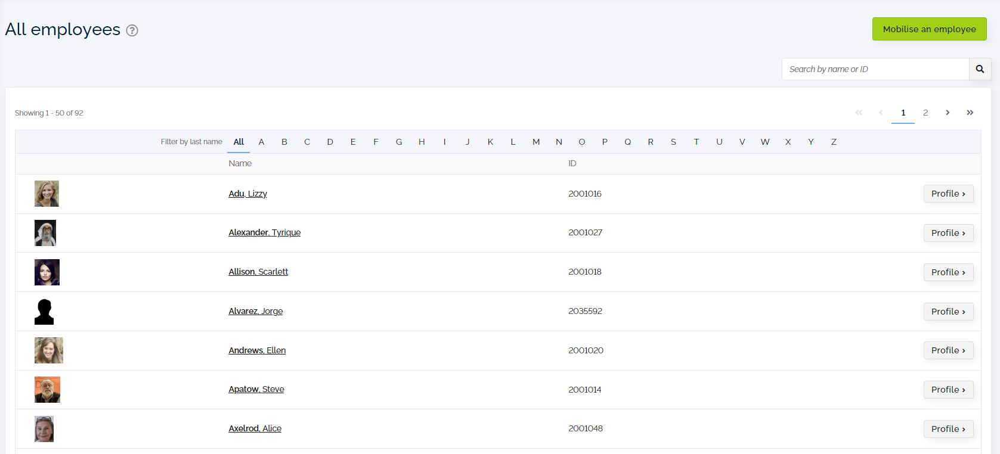 All employees ?
Mobilise an employee
Search by name or ID
Showing 1 - 50 of 92
« ‹ 1 2 › »
Filter by last name All A B C D E F G H I J K L M N O P Q R S T U V W X Y Z
Name ID
Adu, Lizzy 2001016 Profile ›
Alexander, Tyrique 2001027 Profile ›
Allison, Scarlett 2001018 Profile ›
Alvarez, Jorge 2035592 Profile ›
Andrews, Ellen 2001020 Profile ›
Apatow, Steve 2001014 Profile ›
Axelrod, Alice 2001048 Profile ›